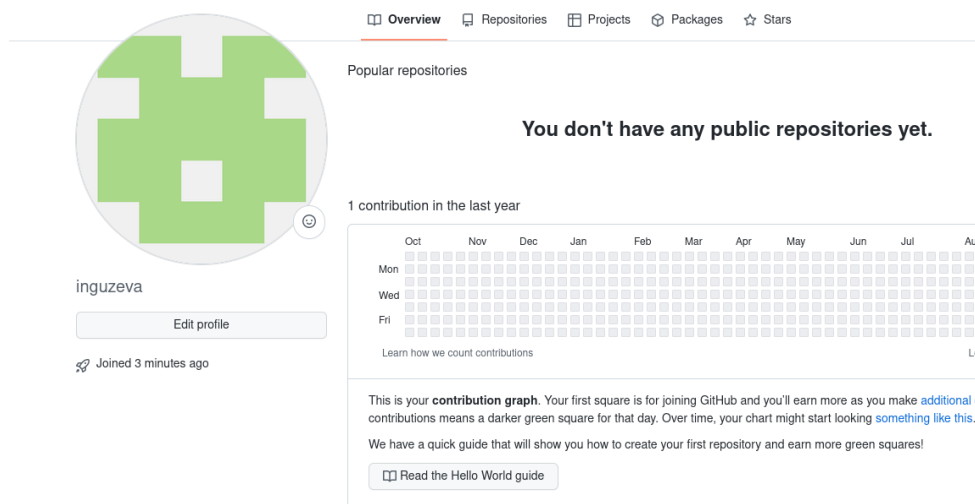 Overview Repositories Projects Packages Stars
Popular repositories
You don't have any public repositories yet.
1 contribution in the last year
Oct Nov Dec Jan Feb Mar Apr May Jun Jul Au
Mon
Wed
Fri
Learn how we count contributions
inguzeva
Edit profile
Joined 3 minutes ago
This is your contribution graph. Your first square is for joining GitHub and you'll earn more as you make additional
contributions means a darker green square for that day. Over time, your chart might start looking something like this.
We have a quick guide that will show you how to create your first repository and earn more green squares!
Read the Hello World guide